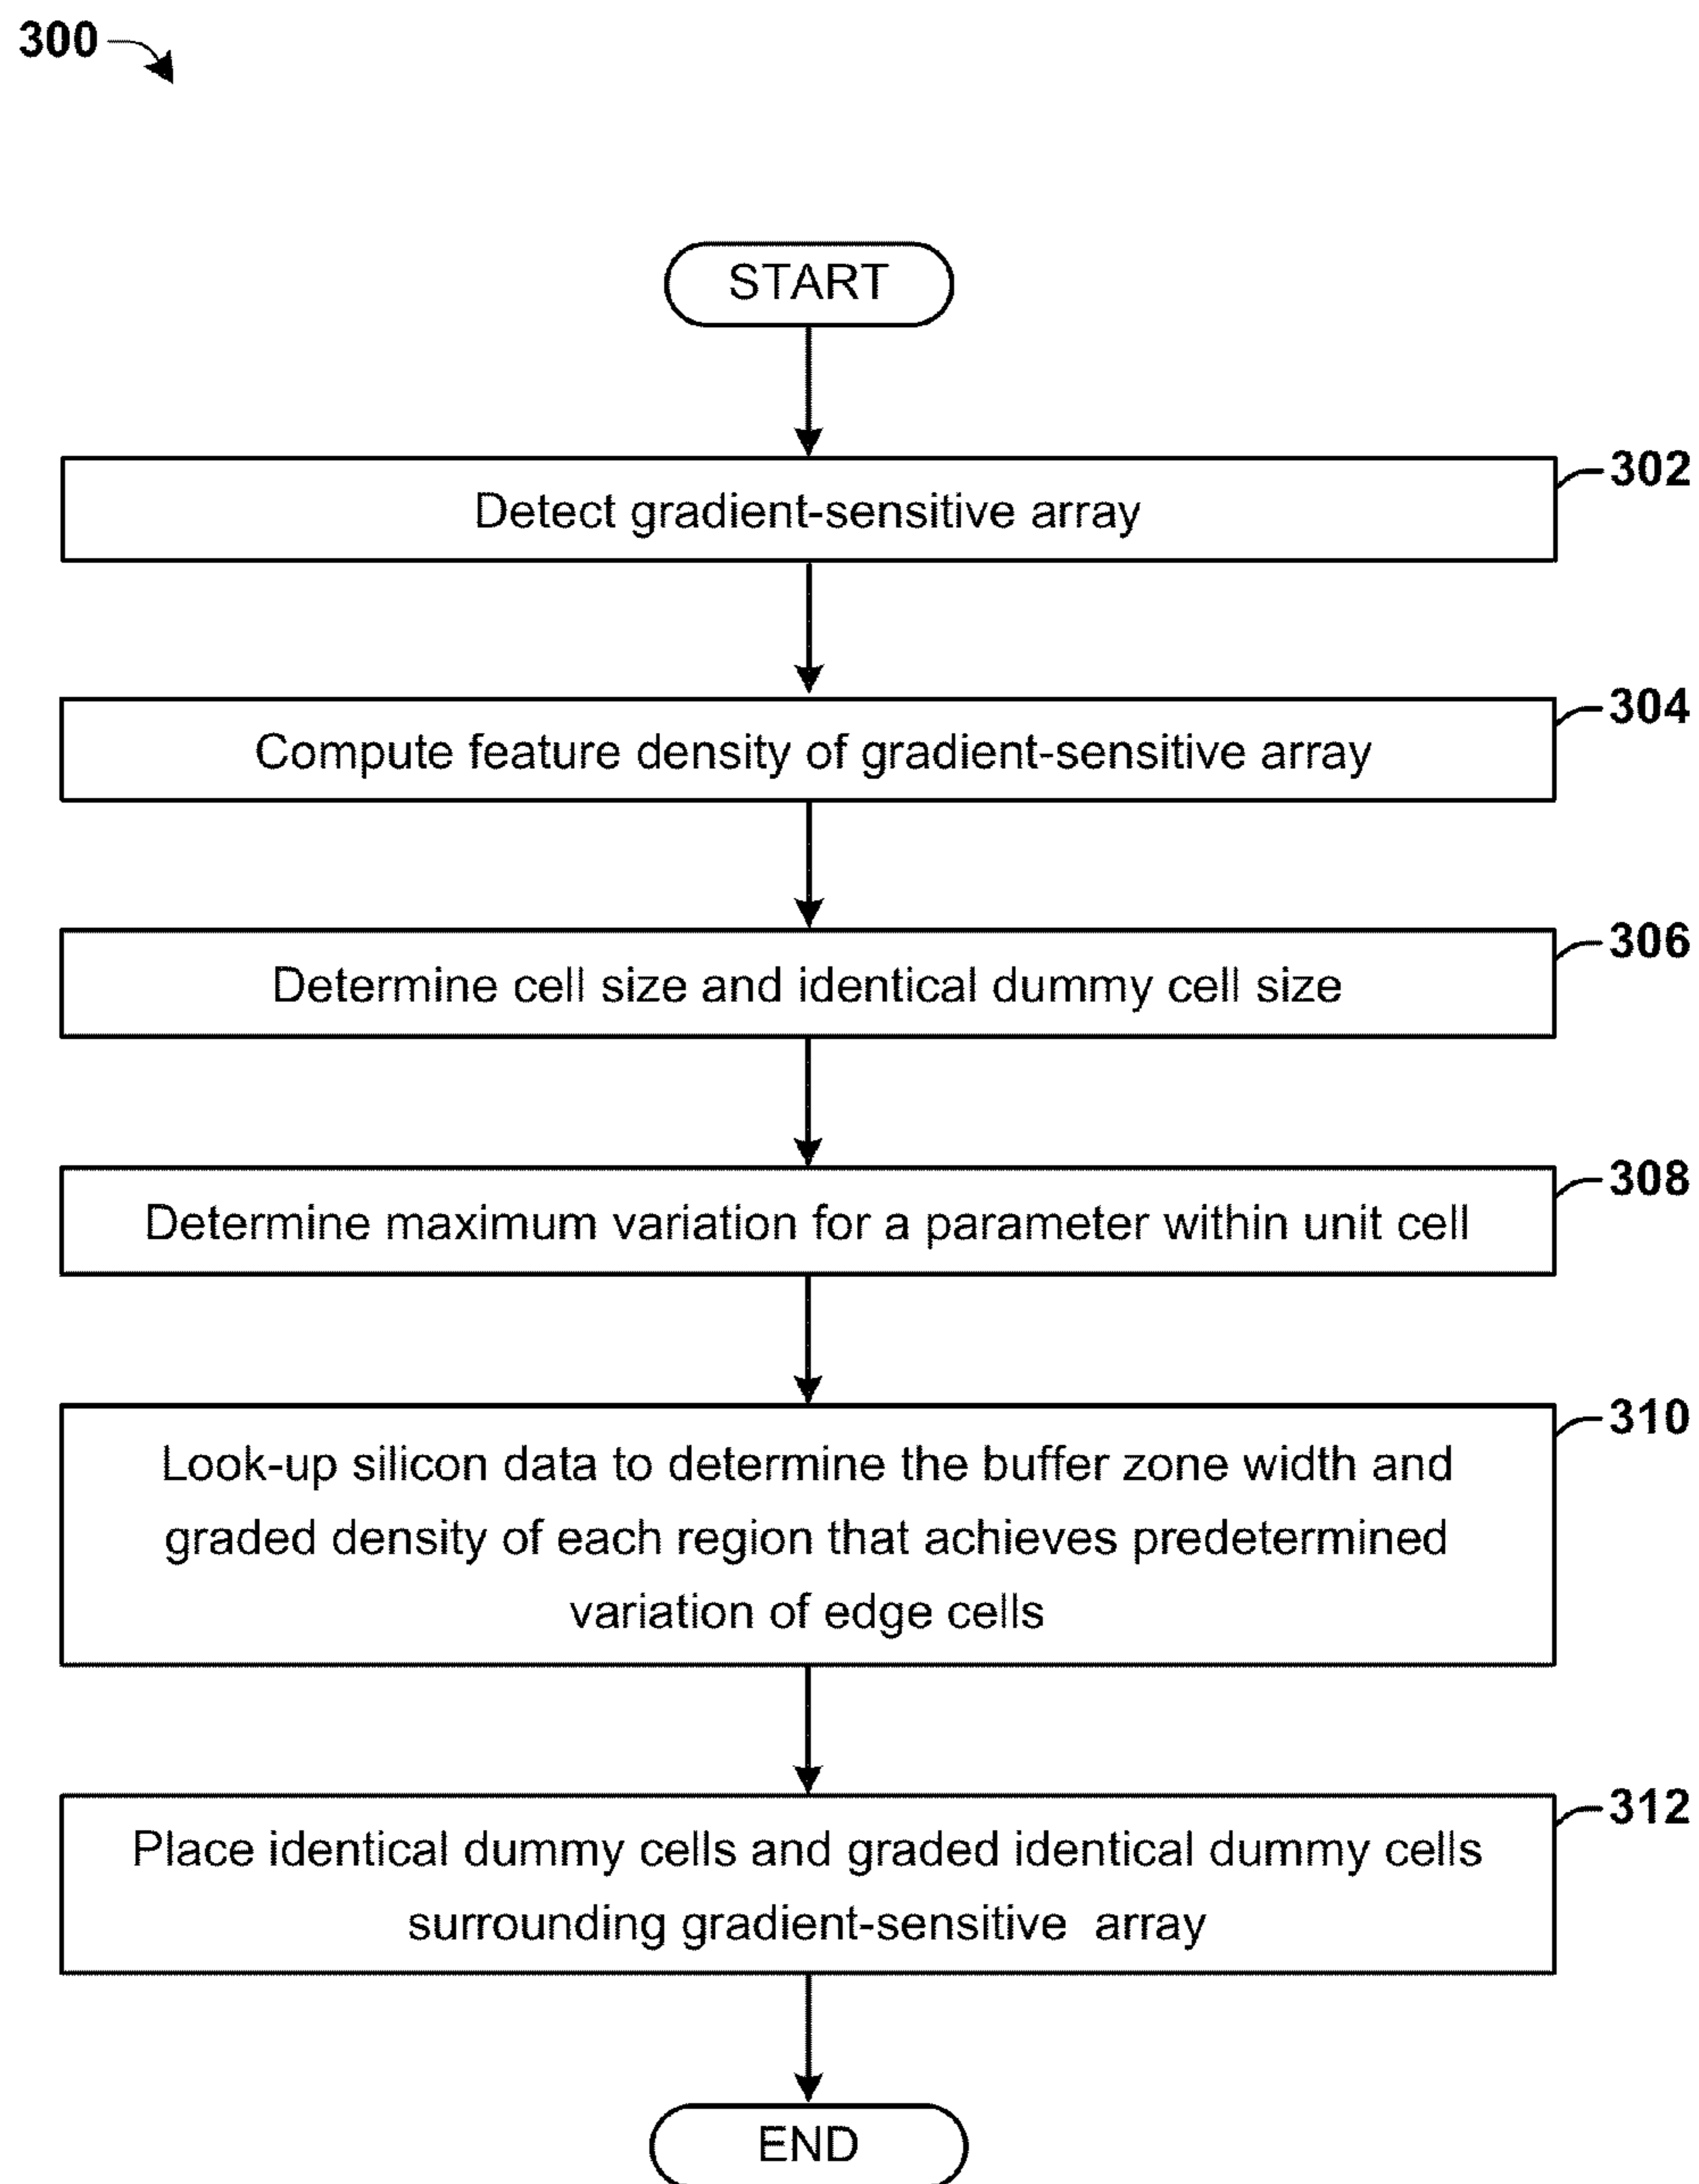 300
START
302
Detect gradient-sensitive array
304
Compute feature density of gradient-sensitive array
306
Determine cell size and identical dummy cell size
308
Determine maximum variation for a parameter within unit cell
310
Look-up silicon data to determine the buffer zone width and
graded density of each region that achieves predetermined
variation of edge cells
312
Place identical dummy cells and graded identical dummy cells
surrounding gradient-sensitive array
END